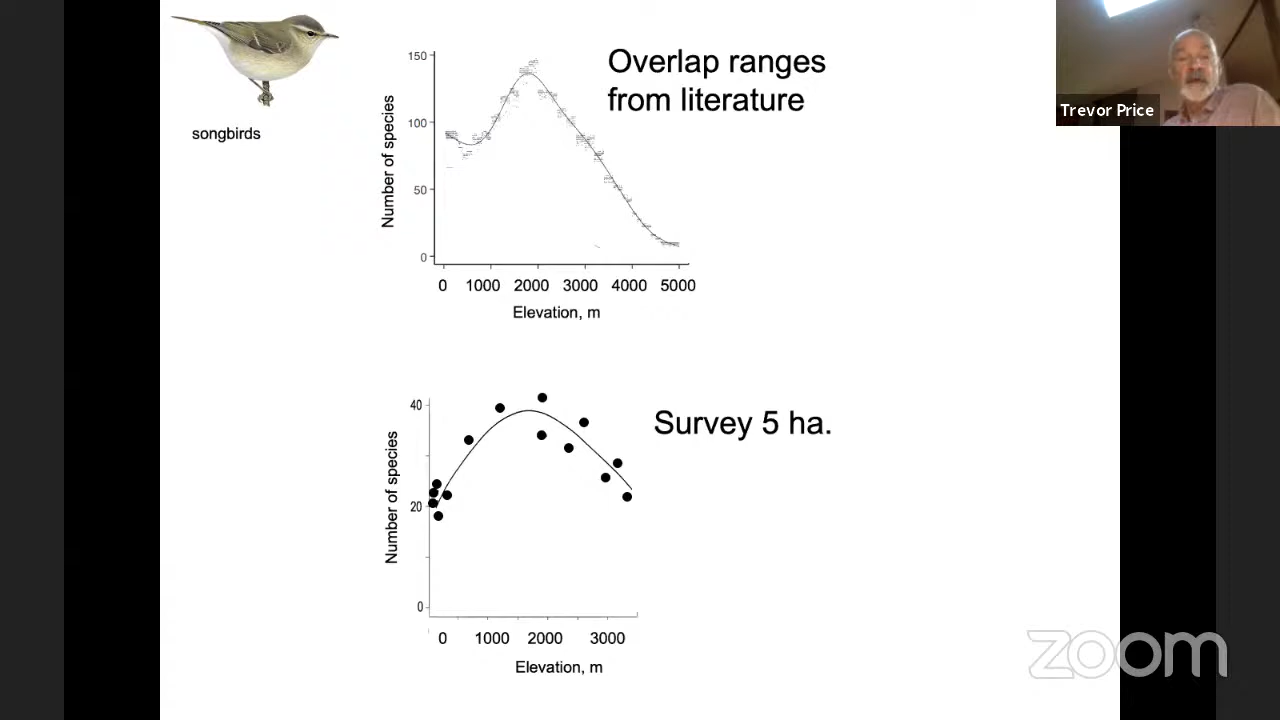 songbirds
Overlap ranges
from literature
Number of species
150
100
50
0
0 1000 2000 3000 4000 5000
Elevation, m
Trevor Price
Survey 5 ha.
Number of species
40
20
0
0 1000 2000 3000
Elevation, m
zoom